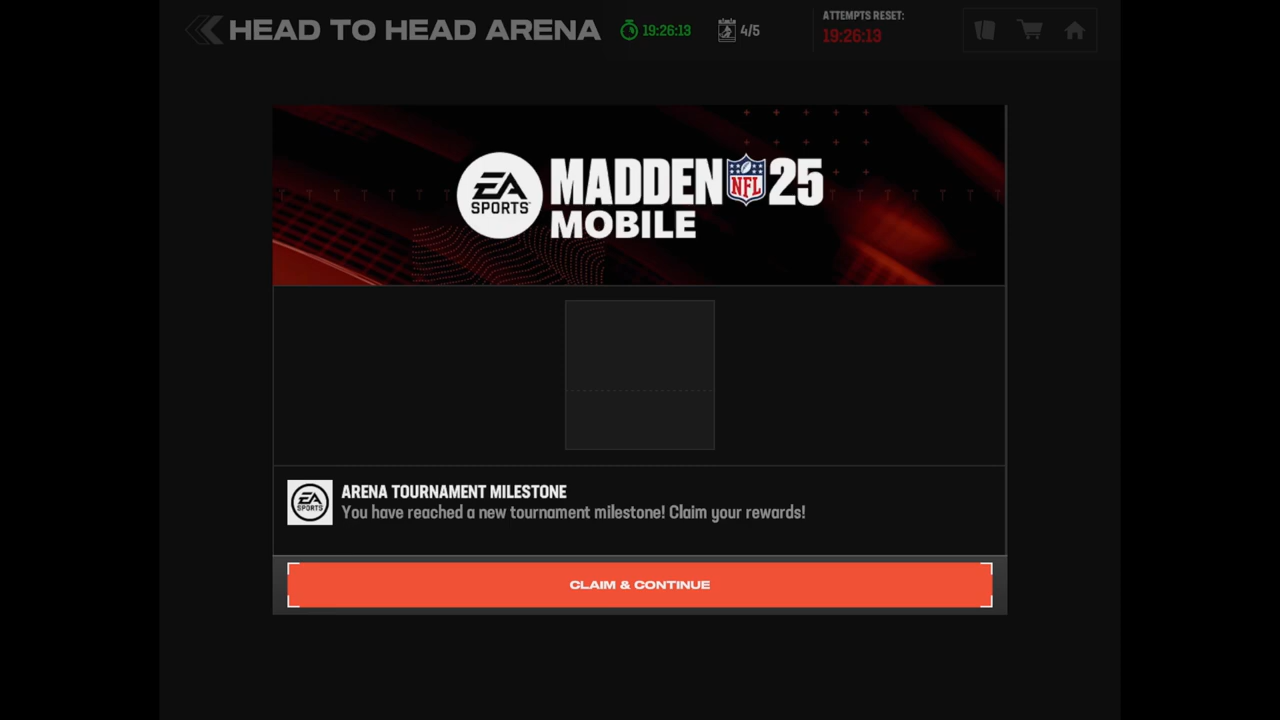 HEAD TO HEAD ARENA
19:26:13
4/5
ATTEMPTS RESET:
19:26:13
EA SPORTS
MADDEN NFL 25
MOBILE
EA SPORTS
ARENA TOURNAMENT MILESTONE
You have reached a new tournament milestone! Claim your rewards!
CLAIM & CONTINUE